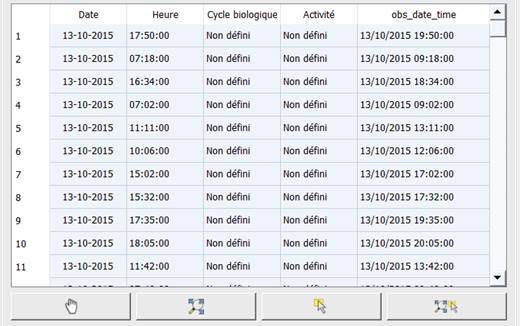 Date Heure Cycle biologique Activité obs_date_time
1 13-10-2015 17:50:00 Non défini Non défini 13/10/2015 19:50:00
2 13-10-2015 07:18:00 Non défini Non défini 13/10/2015 09:18:00
3 13-10-2015 16:34:00 Non défini Non défini 13/10/2015 18:34:00
4 13-10-2015 07:02:00 Non défini Non défini 13/10/2015 09:02:00
5 13-10-2015 11:11:00 Non défini Non défini 13/10/2015 13:11:00
6 13-10-2015 10:06:00 Non défini Non défini 13/10/2015 12:06:00
7 13-10-2015 15:02:00 Non défini Non défini 13/10/2015 17:02:00
8 13-10-2015 15:32:00 Non défini Non défini 13/10/2015 17:32:00
9 13-10-2015 17:35:00 Non défini Non défini 13/10/2015 19:35:00
10 13-10-2015 18:05:00 Non défini Non défini 13/10/2015 20:05:00
11 13-10-2015 11:42:00 Non défini Non défini 13/10/2015 13:42:00